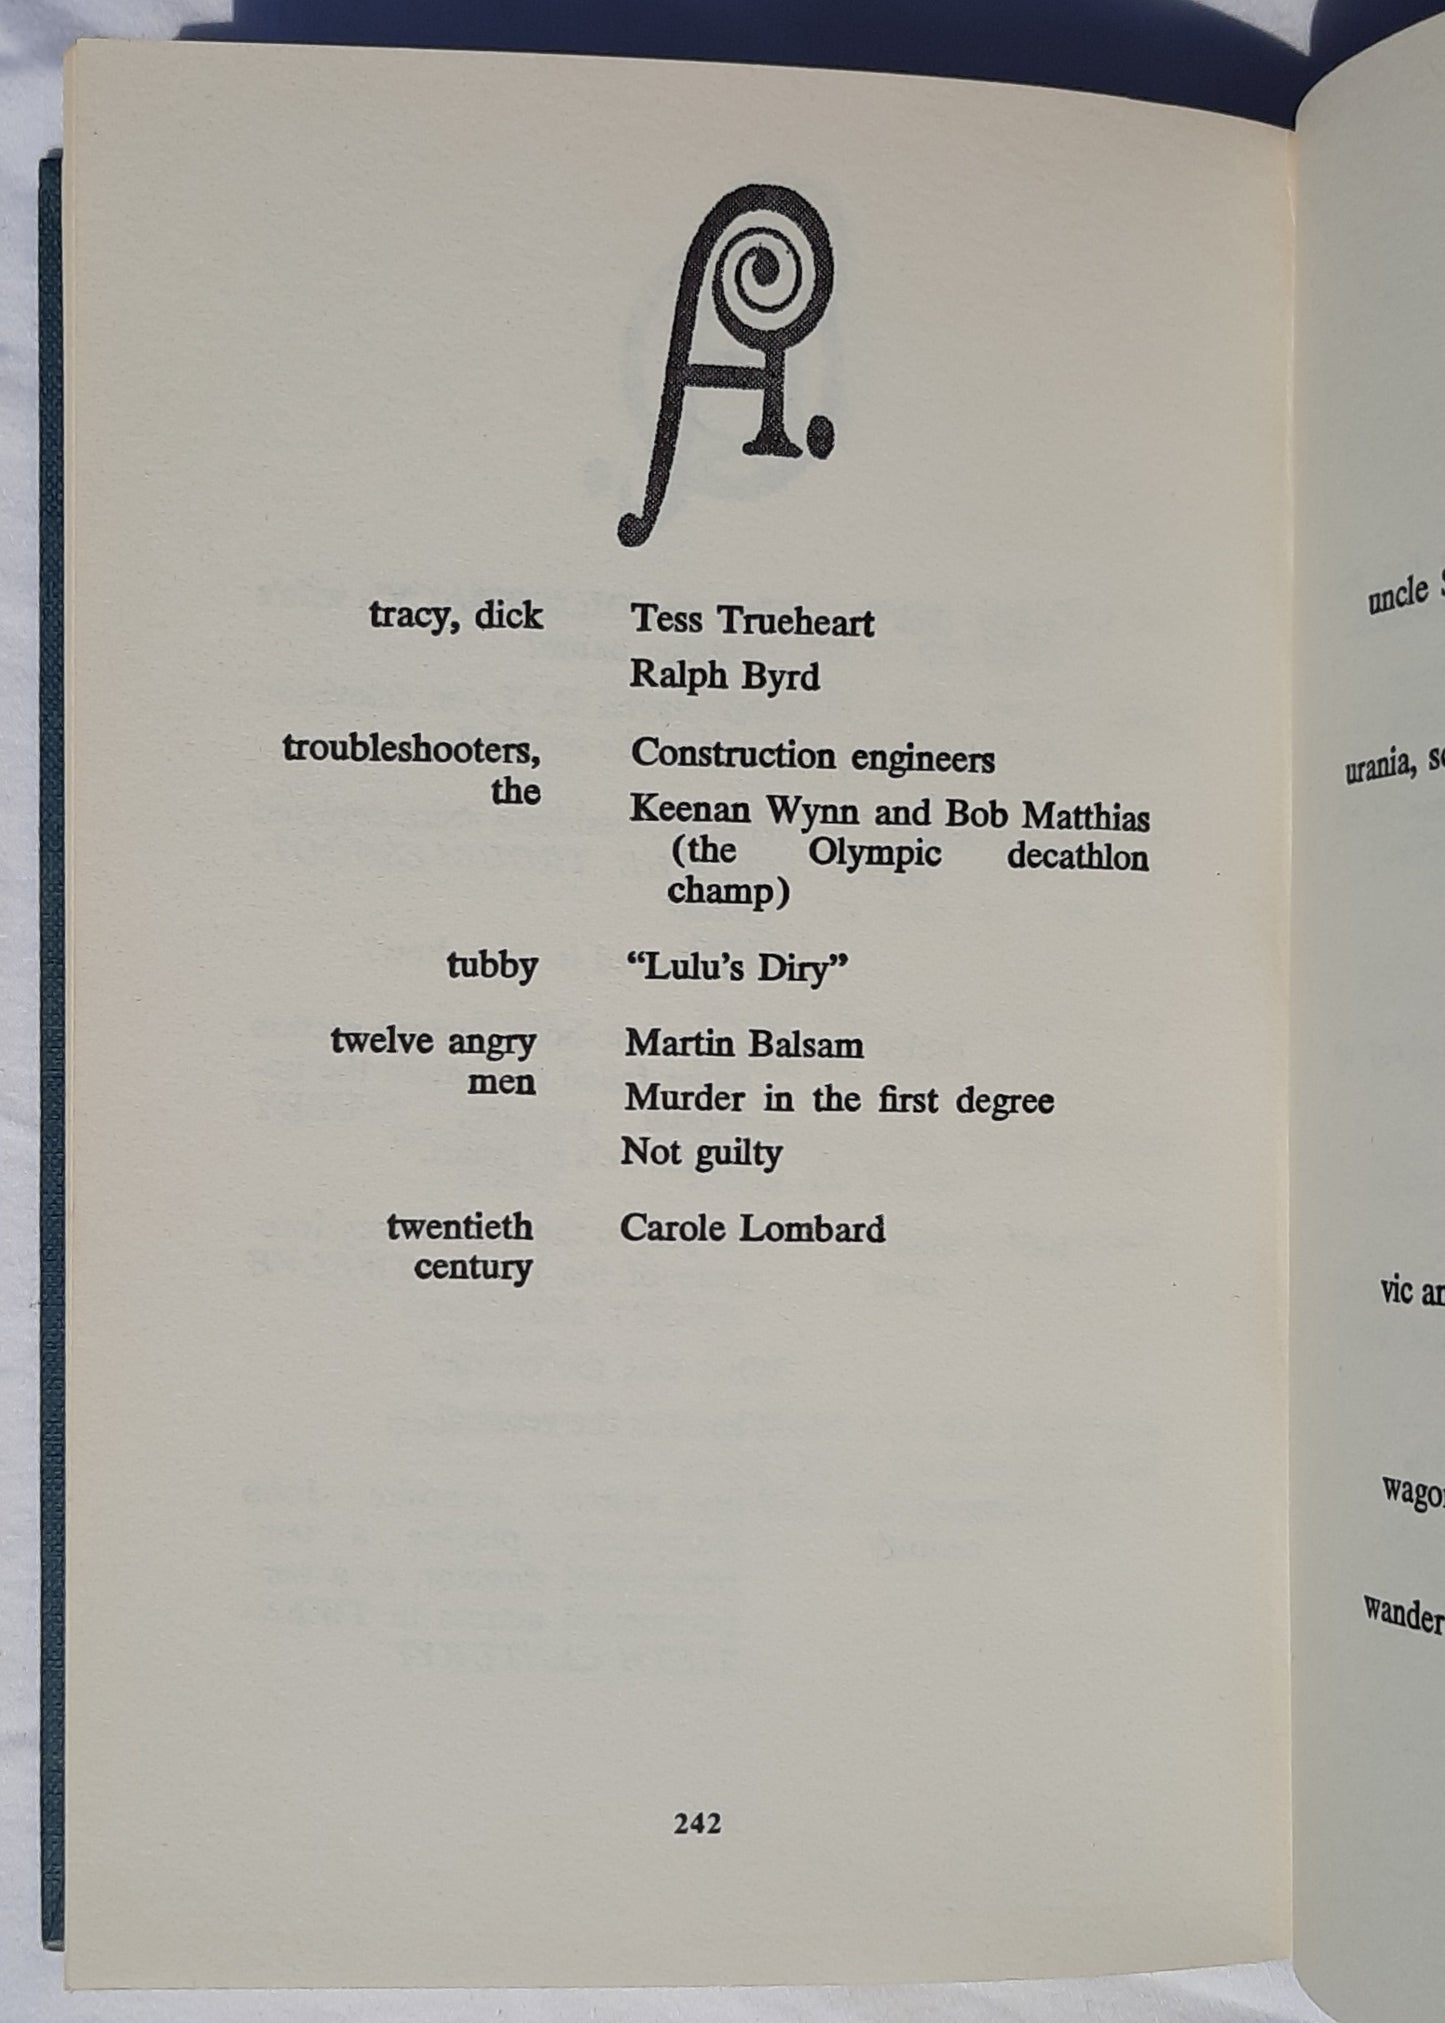 A.
tracy, dick Tess Trueheart
Ralph Byrd
troubleshooters, Construction engineers
the
Keenan Wynn and Bob Matthias
(the Olympic decathlon
champ)
tubby “Lulu’s Diry”
twelve angry Martin Balsam
men
Murder in the first degree
Not guilty
twentieth Carole Lombard
century
242
uncle
urania,
vic